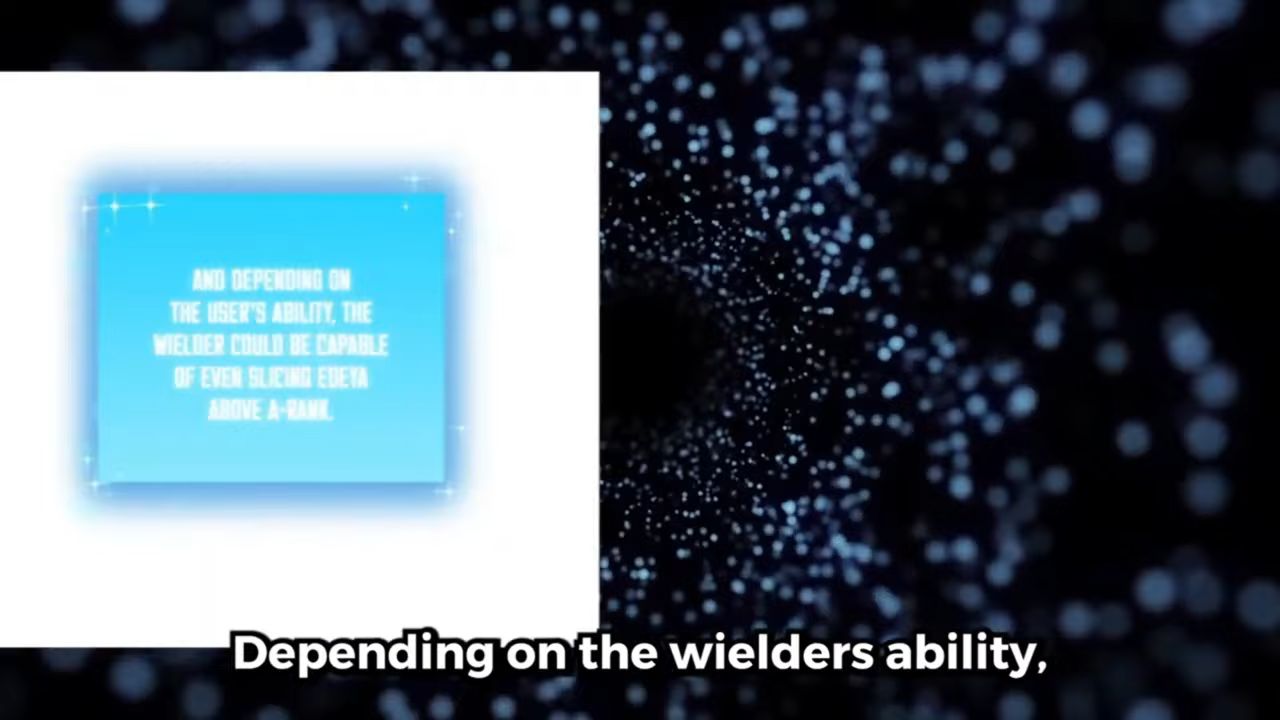 AND DEPENDING ON
THE USER'S ABILITY, THE
WIELDER COULD BE CAPABLE
OF EVEN SLICING EDEYA
ABOVE A-RANK.
Depending on the wielders ability,